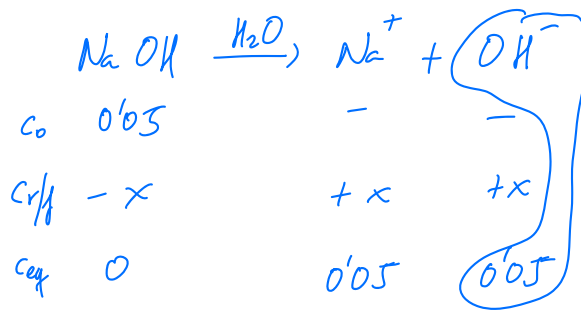 NaOH H₂O → Na⁺ + OH⁻
c₀ 0'05 − −
cr/f − x + x + x
ceq 0 0'05 0'05